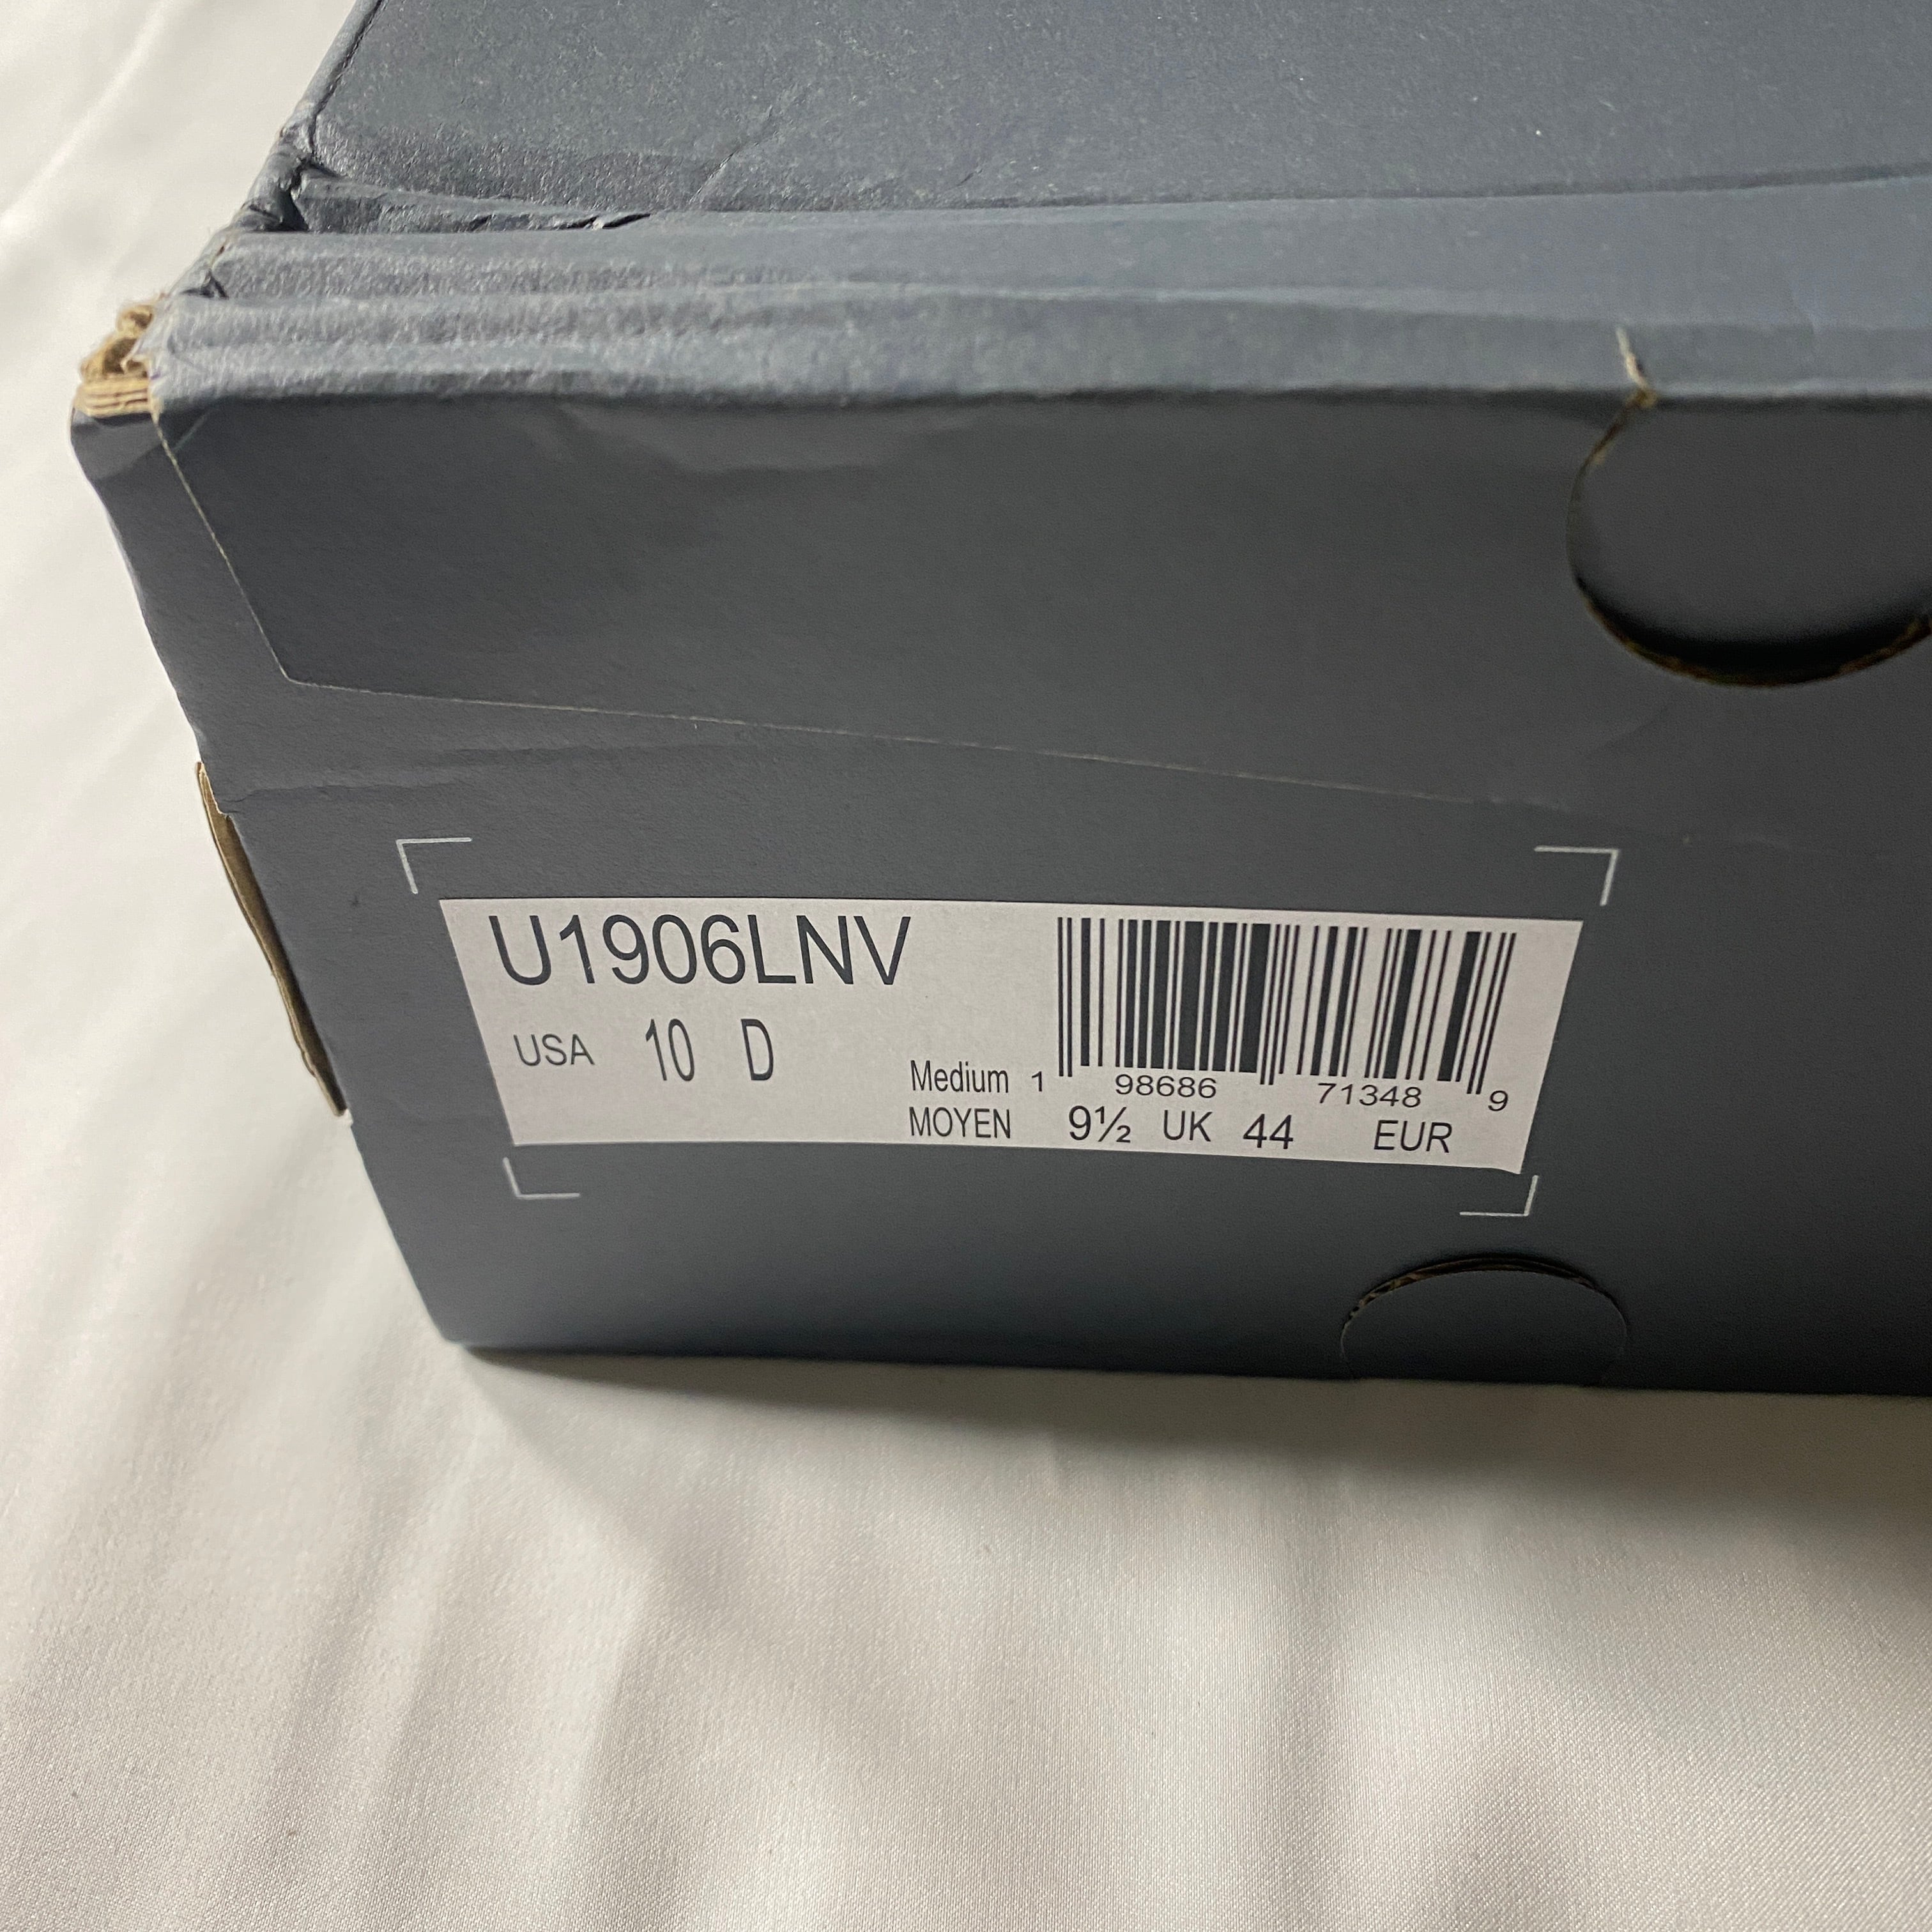 U1906LNV
USA 10 D
Medium 1 98686 71348 9
MOYEN 9½ UK 44 EUR